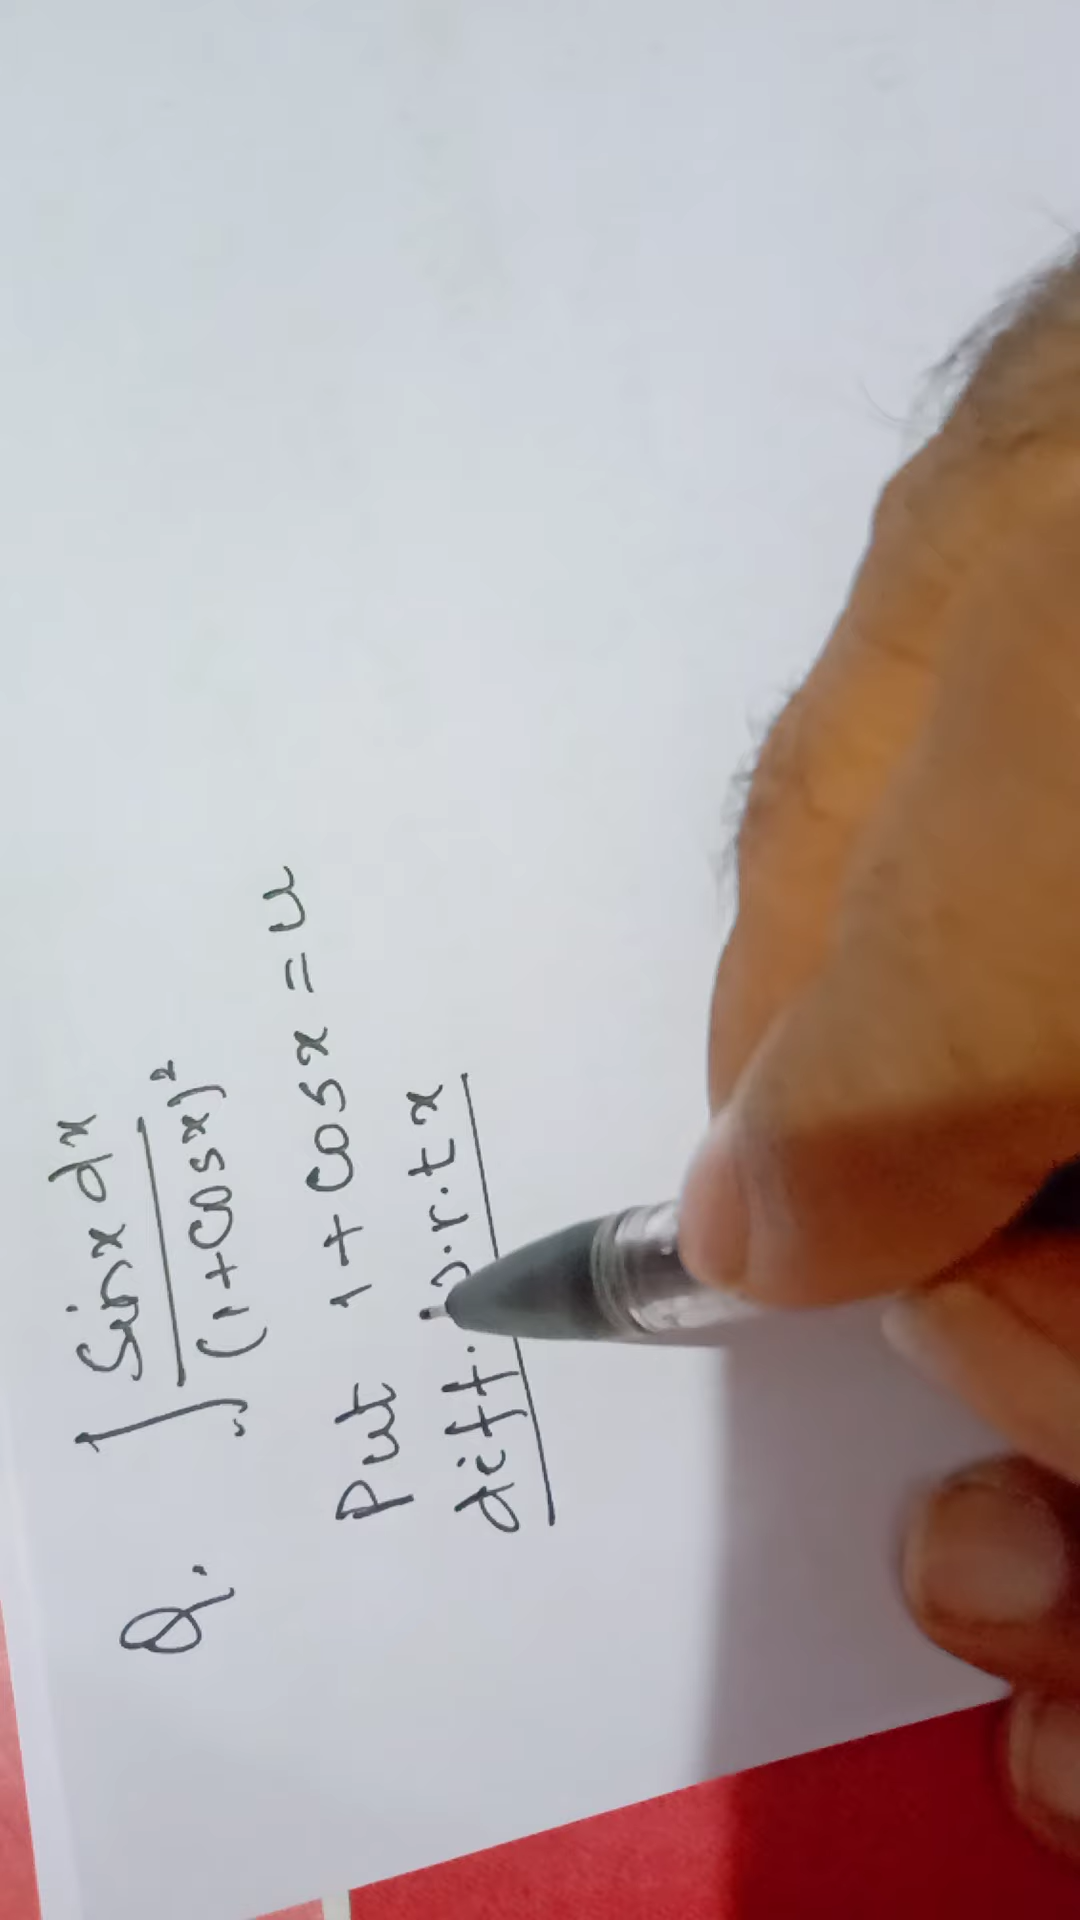 Q. ∫ Sinx dx / (1+Cosx)²
Put 1+Cosx = u
diff. w.r.t x